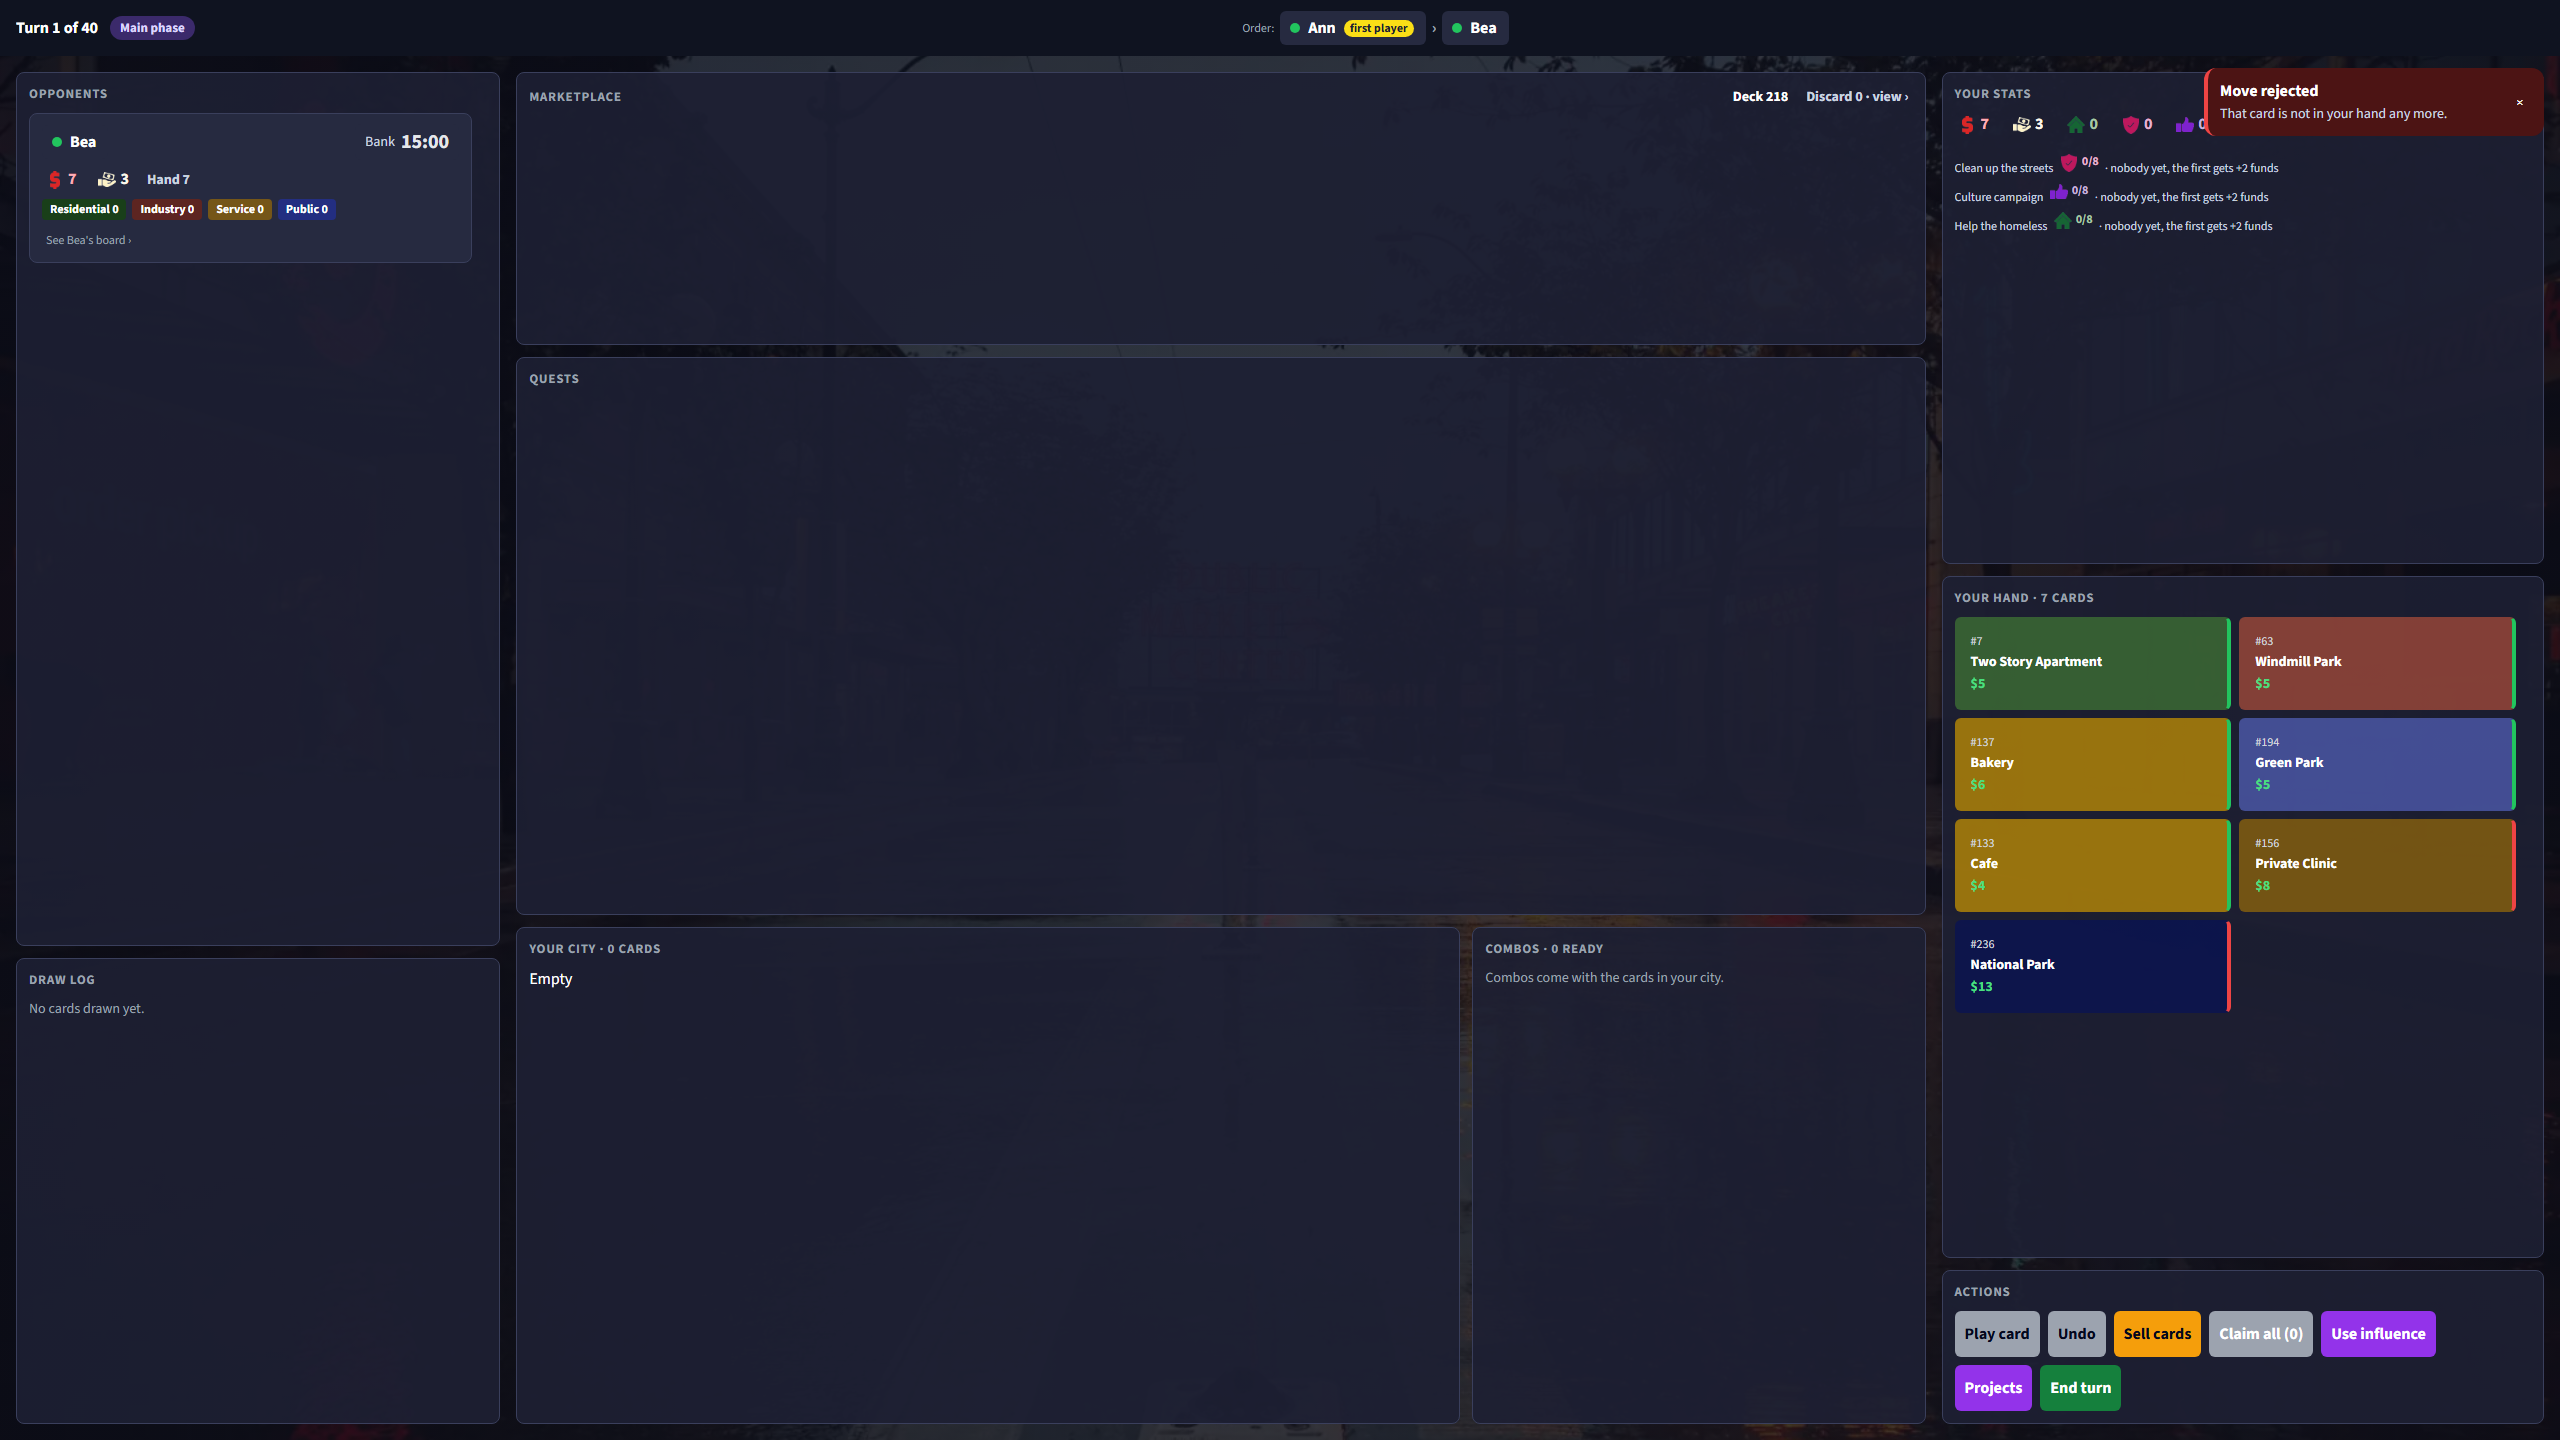 Turn 1 of 40 Main phase
Order: Ann first player › Bea
OPPONENTS
Bea Bank 15:00
7 3 Hand 7
Residential 0 Industry 0 Service 0 Public 0
See Bea's board ›
DRAW LOG
No cards drawn yet.
MARKETPLACE Deck 218 Discard 0 · view ›
QUESTS
YOUR CITY · 0 CARDS
Empty
COMBOS · 0 READY
Combos come with the cards in your city.
YOUR STATS
7 3 0 0 0
Move rejected
That card is not in your hand any more.
×
Clean up the streets 0/8 · nobody yet, the first gets +2 funds
Culture campaign 0/8 · nobody yet, the first gets +2 funds
Help the homeless 0/8 · nobody yet, the first gets +2 funds
YOUR HAND · 7 CARDS
#7
Two Story Apartment
$5
#63
Windmill Park
$5
#137
Bakery
$6
#194
Green Park
$5
#133
Cafe
$4
#156
Private Clinic
$8
#236
National Park
$13
ACTIONS
Play card Undo Sell cards Claim all (0) Use influence
Projects End turn